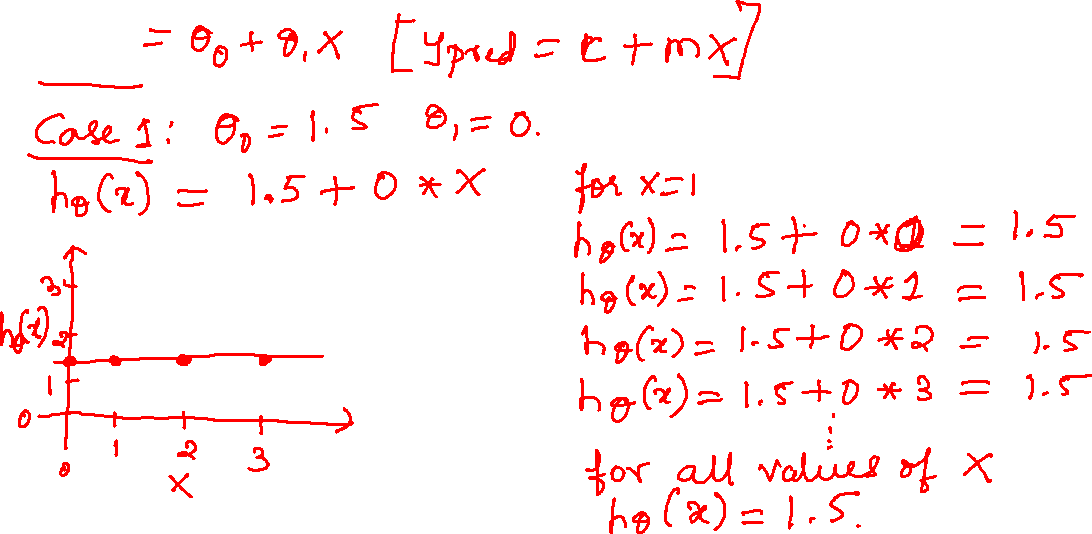 = θ₀ + θ₁x [ypred = c + mx]
Case 1: θ₀ = 1.5 θ₁ = 0.
hθ(x) = 1.5 + 0 * x
for x=1
hθ(x) = 1.5 + 0*0 = 1.5
hθ(x) = 1.5 + 0*1 = 1.5
hθ(x) = 1.5 + 0*2 = 1.5
hθ(x) = 1.5 + 0*3 = 1.5
for all values of x
hθ(x) = 1.5.
3
hθ(x) 2
1
0
0 1 2 3
x